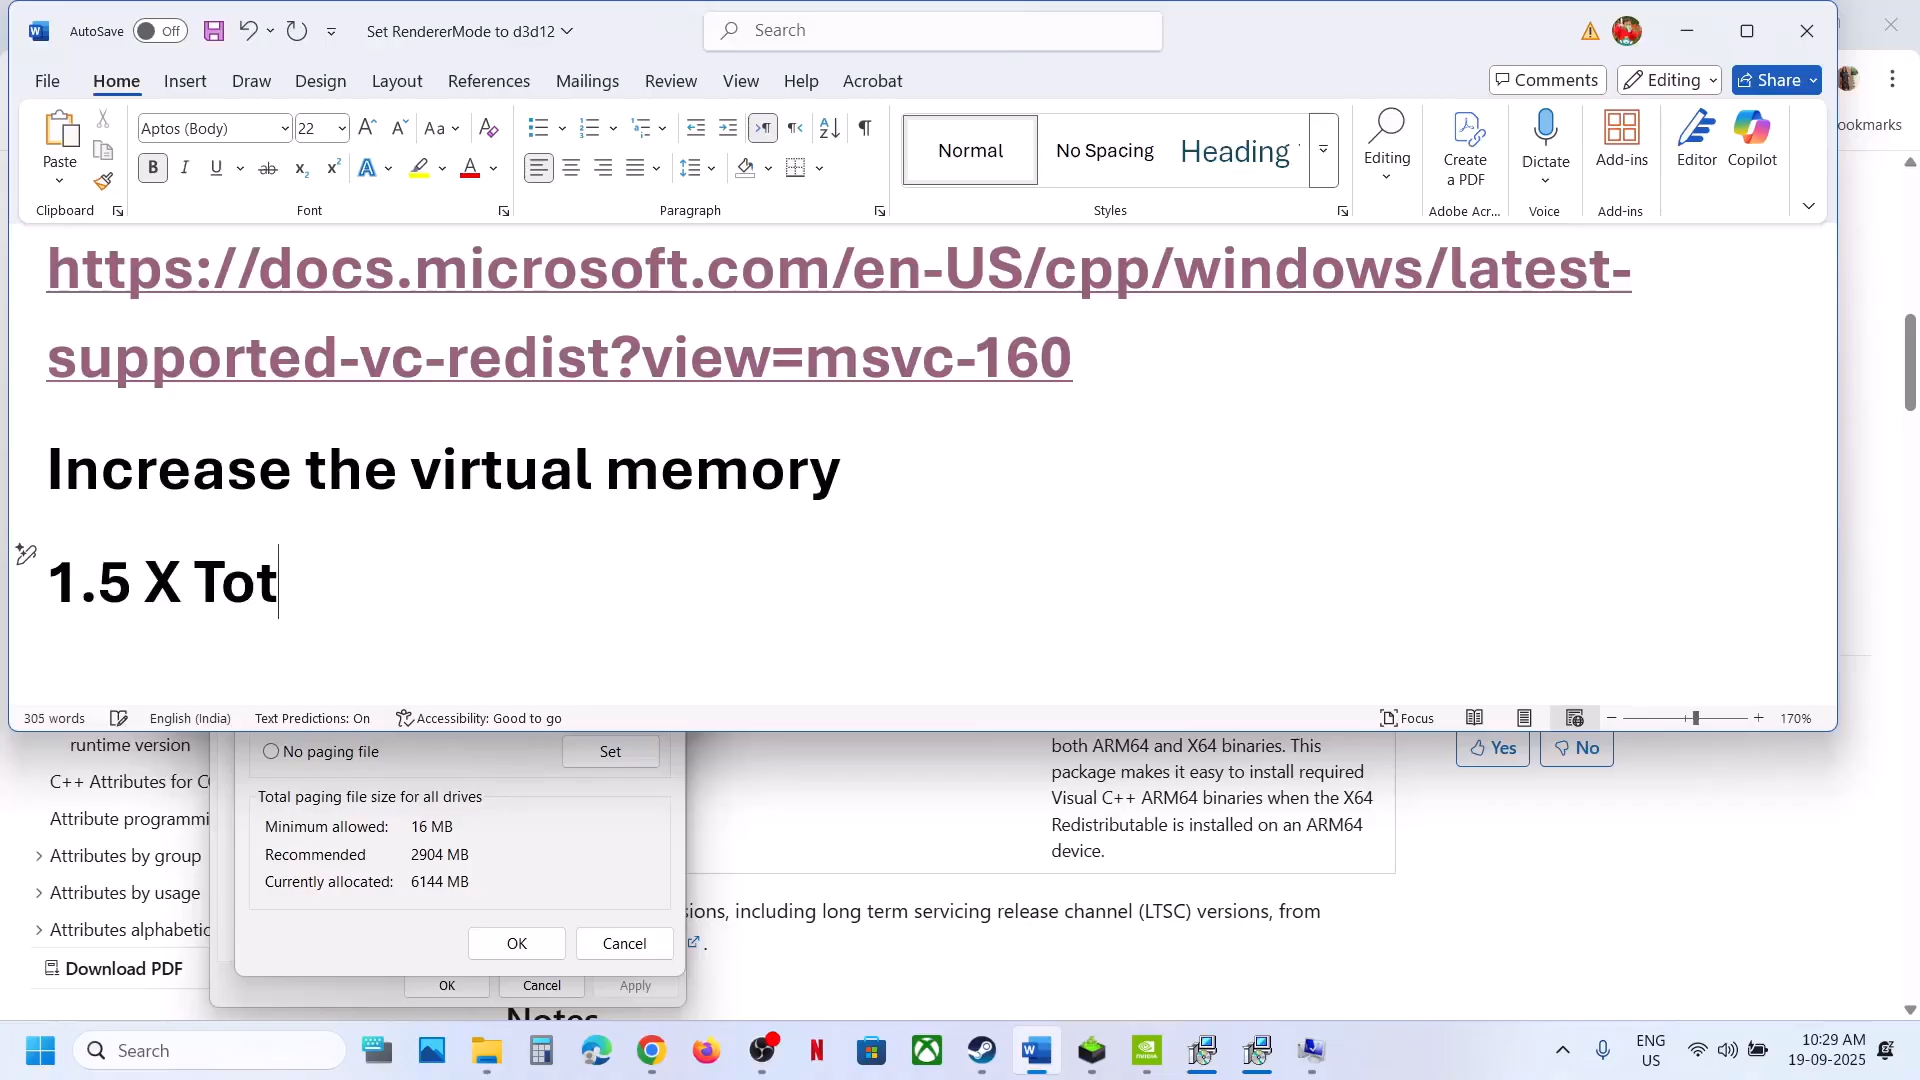 AutoSave Off Set RendererMode to d3d12 Search
File Home Insert Draw Design Layout References Mailings Review View Help Acrobat Comments Editing Share
Paste Aptos (Body) 22 Aa Normal No Spacing Heading Editing Create a PDF Dictate Add-ins Editor Copilot
Clipboard Font Paragraph Styles Adobe Acr... Voice Add-ins
https://docs.microsoft.com/en-US/cpp/windows/latest-
supported-vc-redist?view=msvc-160
Increase the virtual memory
1.5 X Tot
305 words English (India) Text Predictions: On Accessibility: Good to go Focus 170%
ookmarks
runtime version
C++ Attributes for C
Attribute programmi
Attributes by group
Attributes by usage
Attributes alphabetic
Download PDF
No paging file Set
Total paging file size for all drives
Minimum allowed: 16 MB
Recommended 2904 MB
Currently allocated: 6144 MB
OK Cancel
OK Cancel Apply
both ARM64 and X64 binaries. This
package makes it easy to install required
Visual C++ ARM64 binaries when the X64
Redistributable is installed on an ARM64
device.
Yes No
sions, including long term servicing release channel (LTSC) versions, from
.
Notes
Search
ENG
US
10:29 AM
19-09-2025